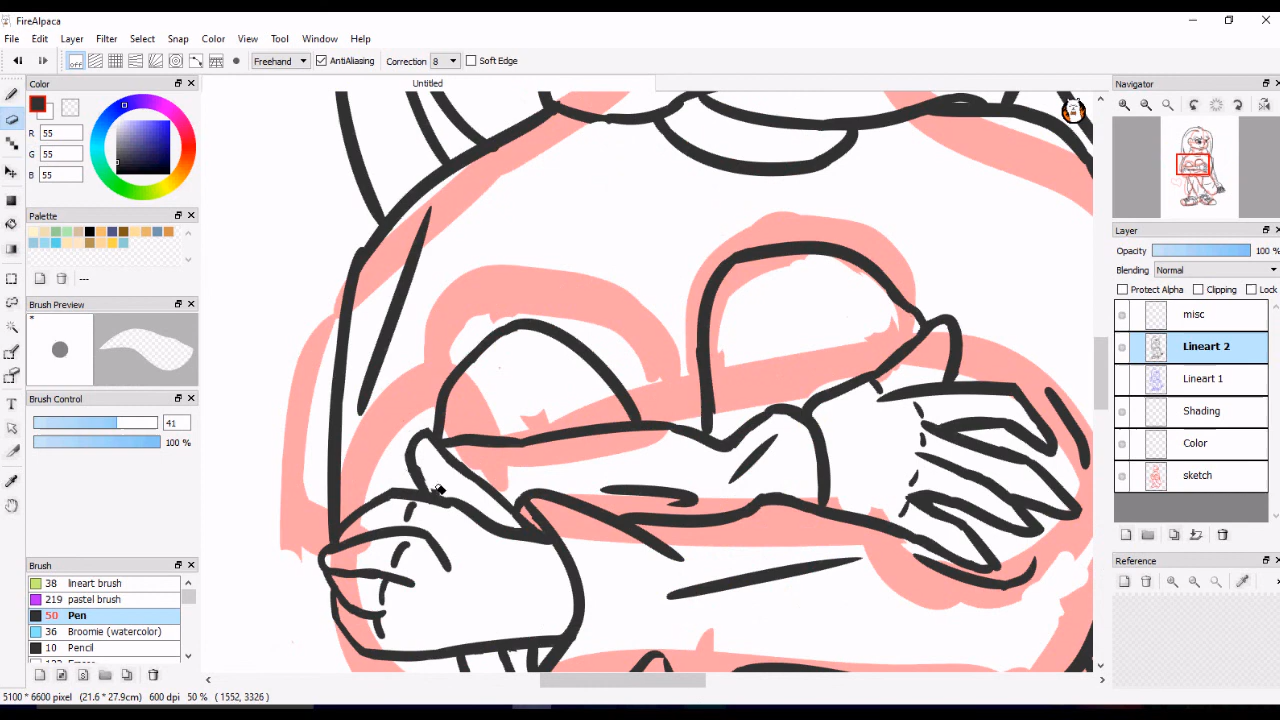 FireAlpaca
File Edit Layer Filter Select Snap Color View Tool Window Help
OFF Freehand AntiAliasing Correction 8 Soft Edge
Untitled
Color
R 55
G 55
B 55
Palette
---
Brush Preview
*
Brush Control
41
100 %
Brush
38 lineart brush
219 pastel brush
50 Pen
36 Broomie (watercolor)
10 Pencil
Navigator
Layer
Opacity 100 %
Blending Normal
Protect Alpha Clipping Lock
misc
Lineart 2
Lineart 1
Shading
Color
sketch
Reference
5100 * 6600 pixel (21.6 * 27.9cm) 600 dpi 50 % ( 1552, 3326 )